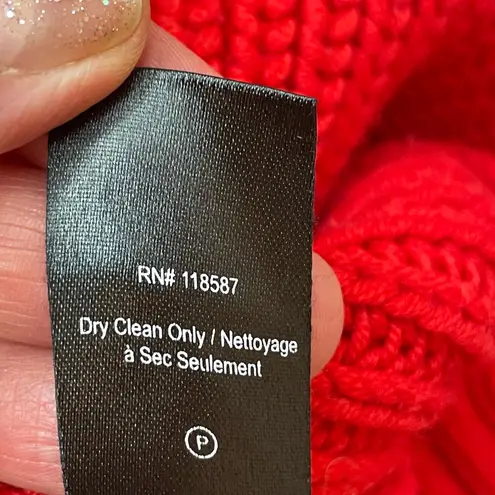 RN# 118587
Dry Clean Only / Nettoyage
à Sec Seulement
P